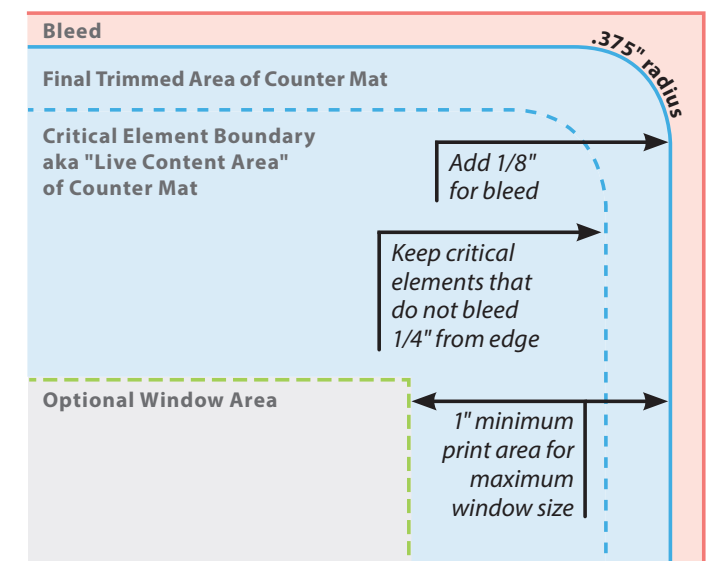 Bleed
.375" radius
Final Trimmed Area of Counter Mat
Critical Element Boundary
aka "Live Content Area"
of Counter Mat
Add 1/8"
for bleed
Keep critical
elements that
do not bleed
1/4" from edge
Optional Window Area
1" minimum
print area for
maximum
window size